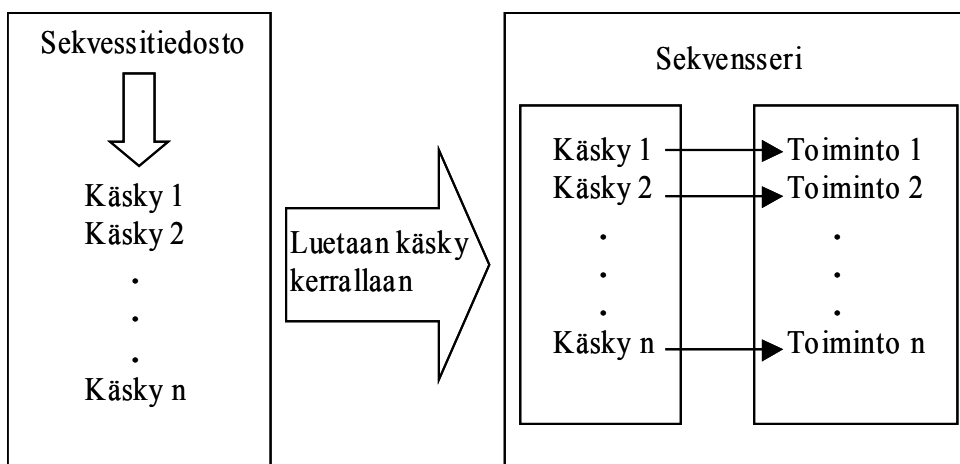 Sekvessitiedosto
Käsky 1
Käsky 2
.
.
.
Käsky n
Luetaan käsky
kerrallaan
Sekvensseri
Käsky 1
Käsky 2
.
.
.
Käsky n
Toiminto 1
Toiminto 2
.
.
.
Toiminto n